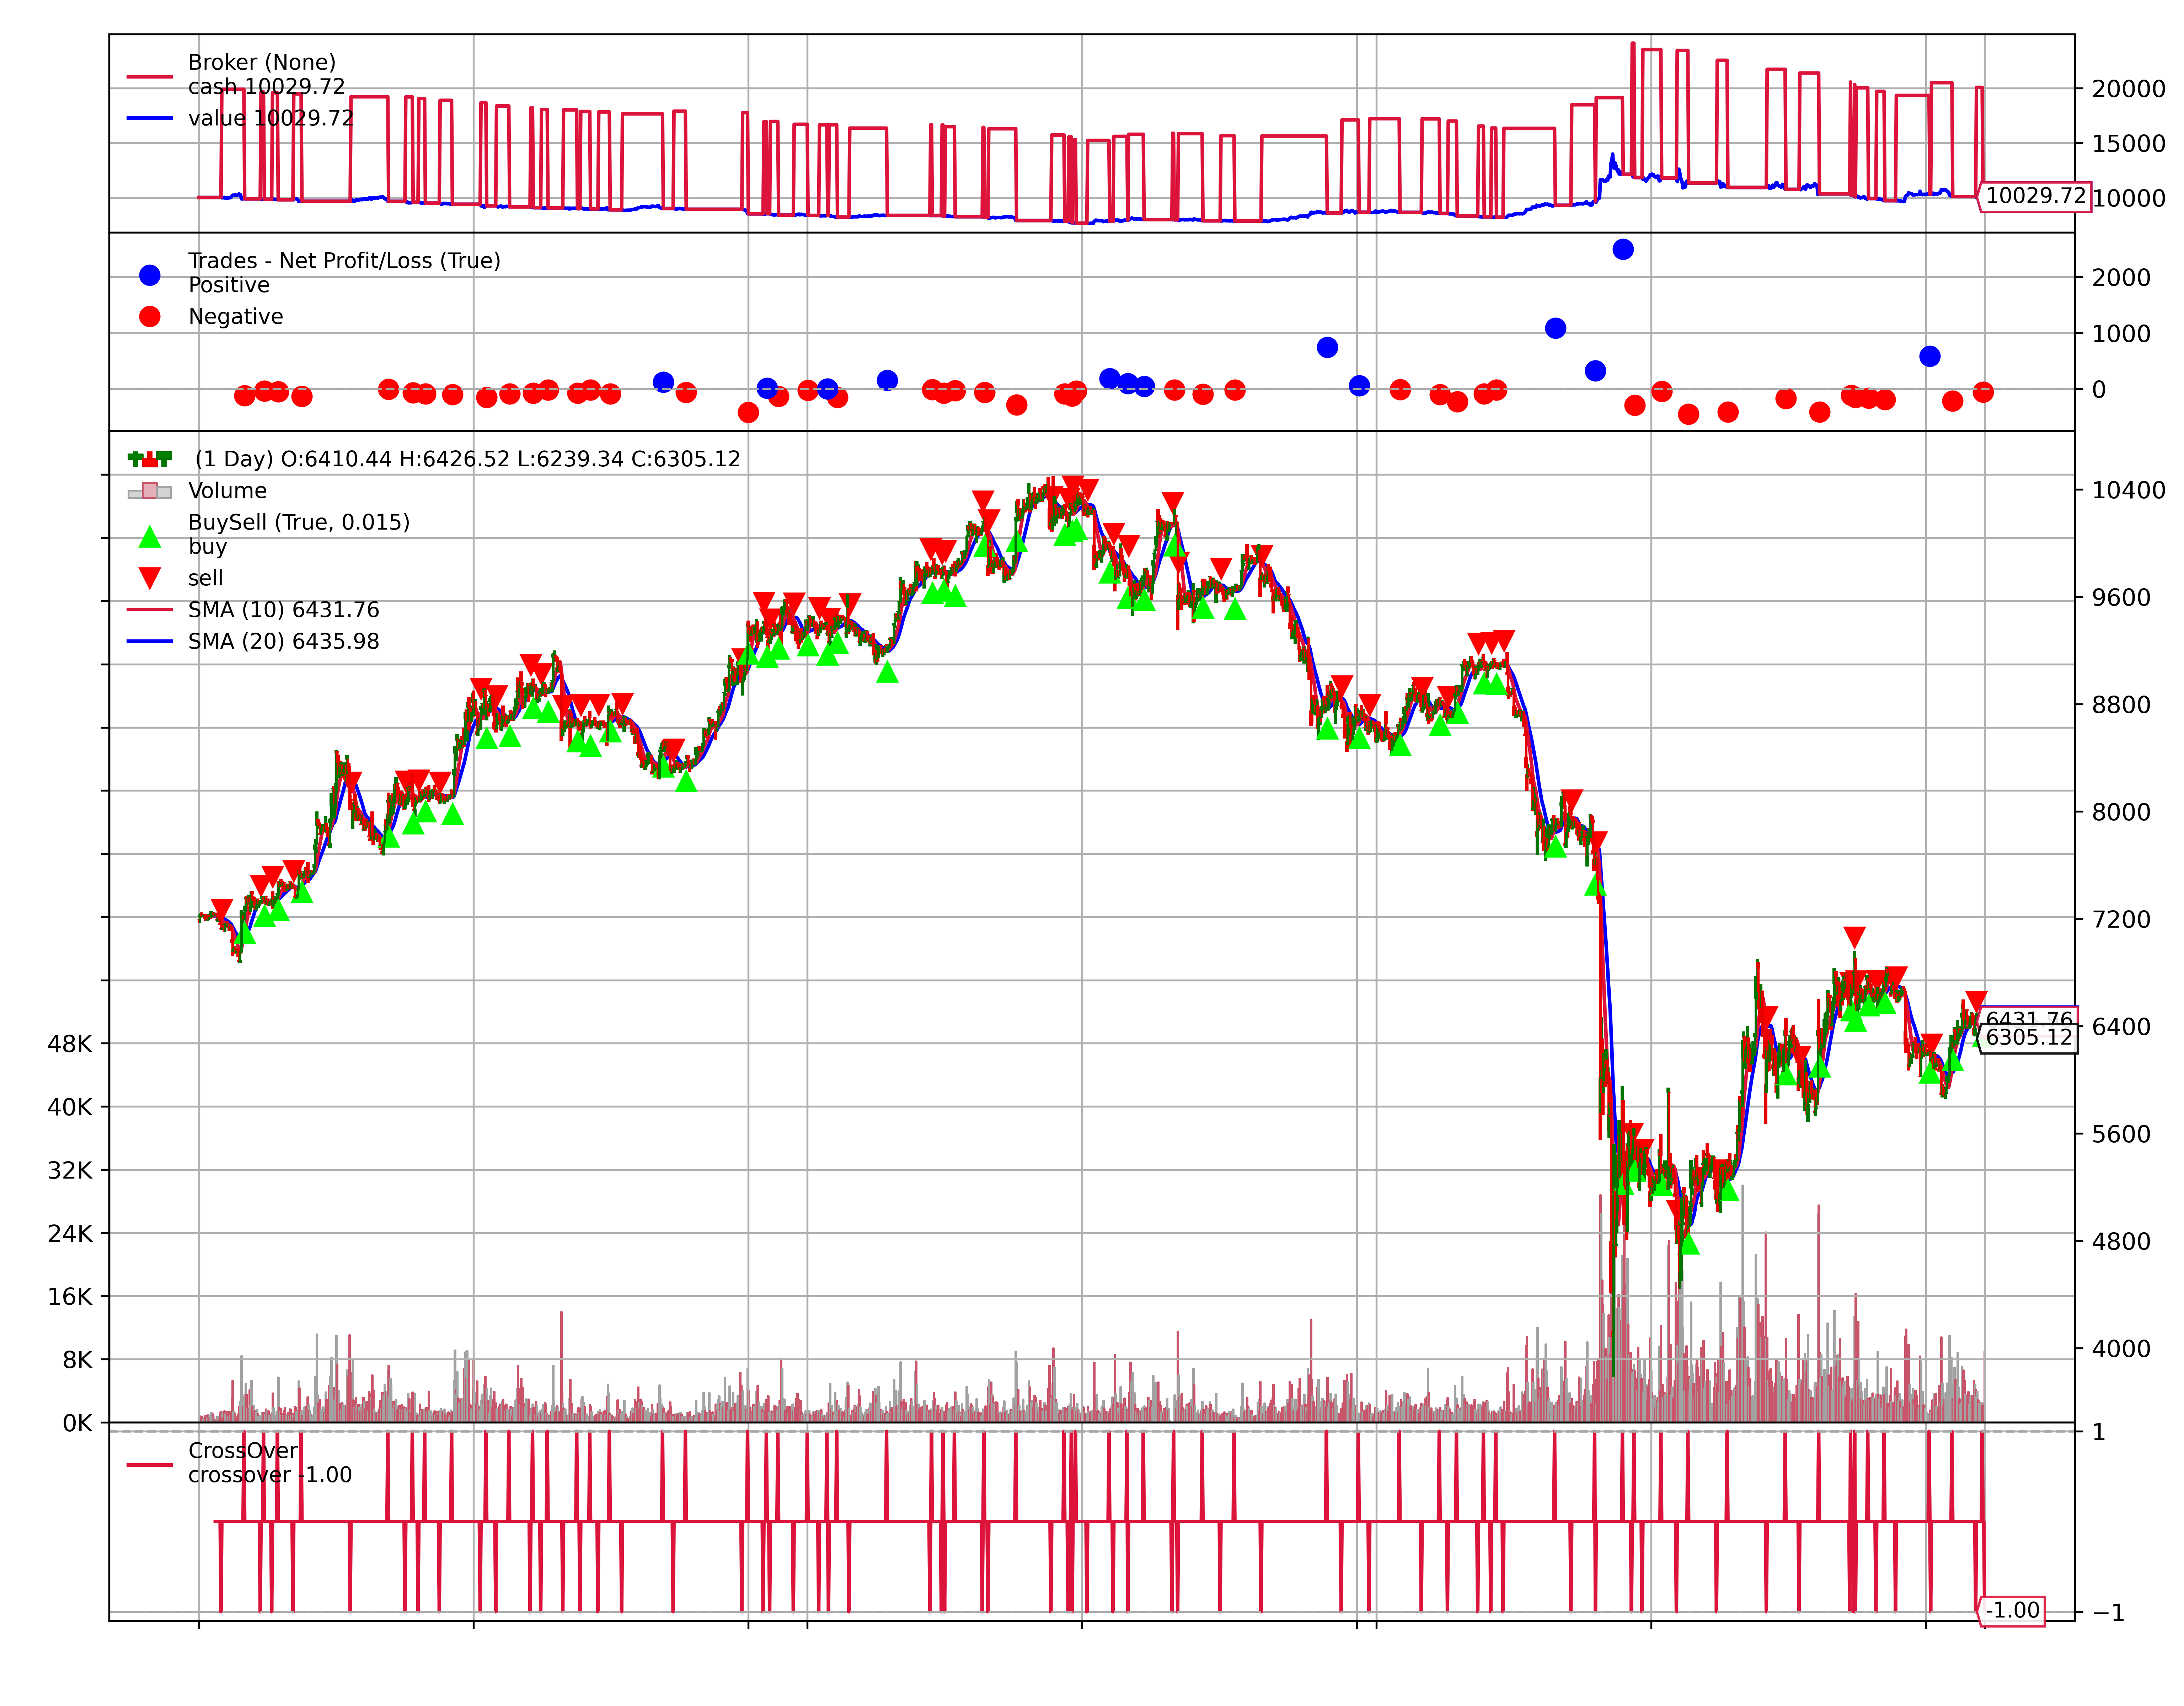 Broker (None)
cash 10029.72
value 10029.72
20000
15000
10000
10029.72
Trades - Net Profit/Loss (True)
Positive
Negative
2000
1000
0
(1 Day) O:6410.44 H:6426.52 L:6239.34 C:6305.12
Volume
BuySell (True, 0.015)
buy
sell
SMA (10) 6431.76
SMA (20) 6435.98
10400
9600
8800
8000
7200
6400
5600
4800
4000
6431.76
6305.12
48K
40K
32K
24K
16K
8K
0K
CrossOver
crossover -1.00
1
−1
-1.00